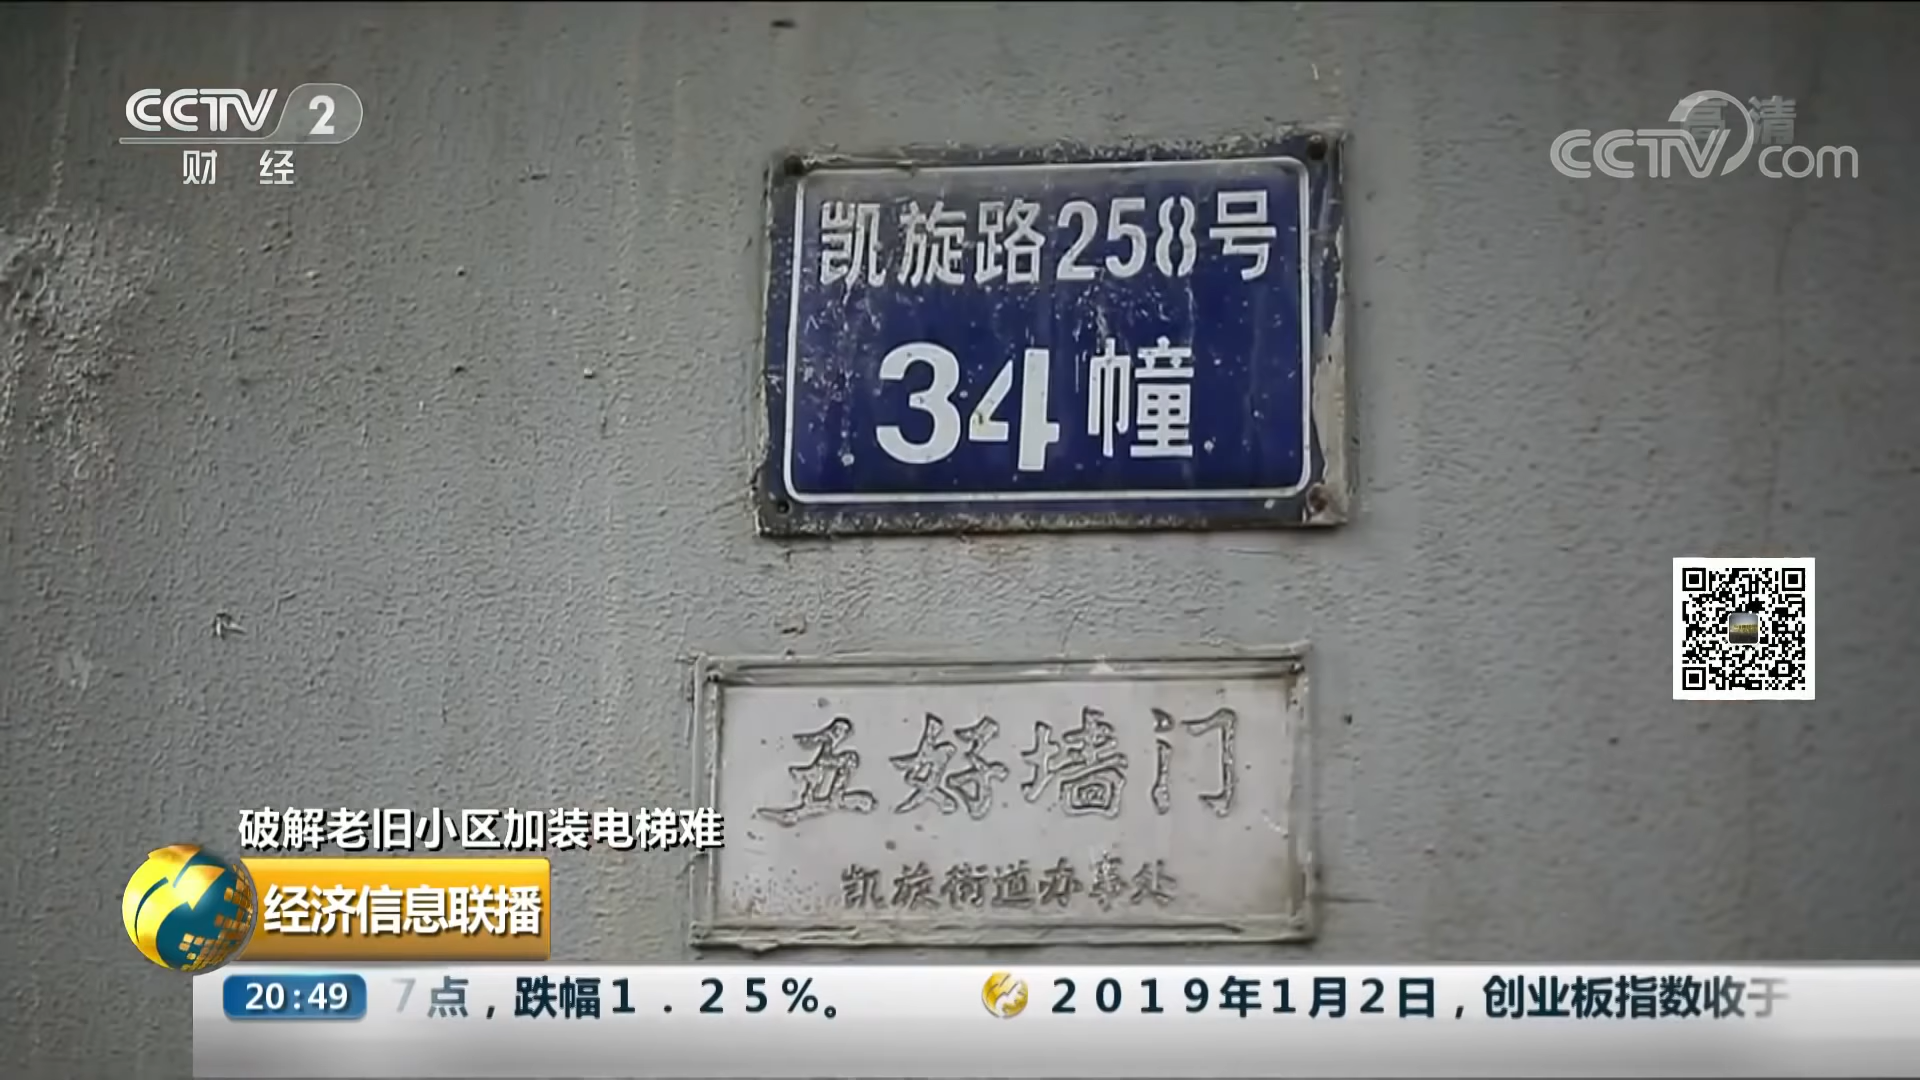 CCTV 2
财 经
高清
CCTV com
凯旋路258号
34幢
五好墙门
凯旋街道办事处
破解老旧小区加装电梯难
经济信息联播
20:49
7点，跌幅1.25%。
2019年1月2日，创业板指数收于